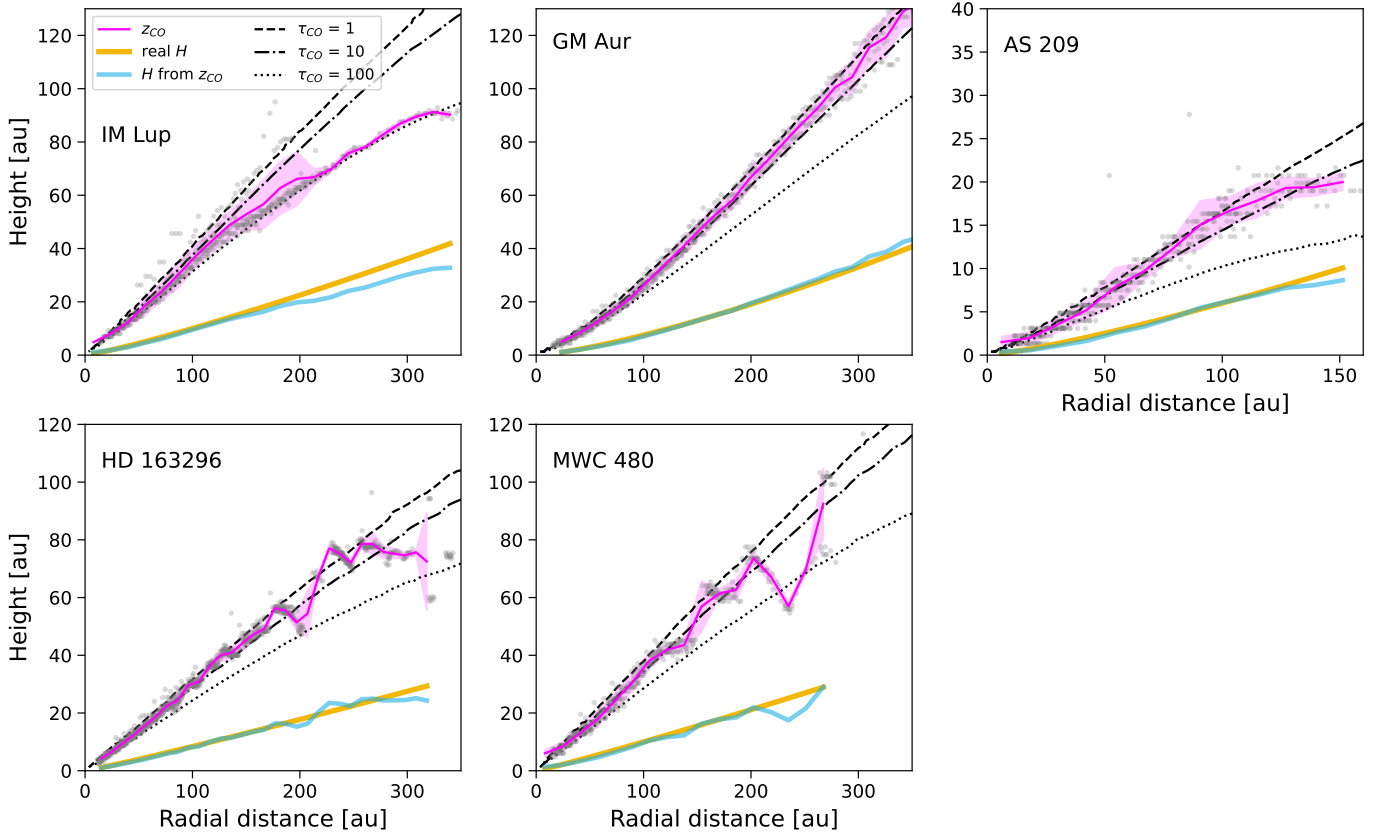 z_CO
real H
H from z_CO
τ_CO = 1
τ_CO = 10
τ_CO = 100
IM Lup
Height [au]
0 20 40 60 80 100 120
0 100 200 300
GM Aur
0 20 40 60 80 100 120
0 100 200 300
AS 209
0 5 10 15 20 25 30 35 40
0 50 100 150
Radial distance [au]
HD 163296
Height [au]
0 20 40 60 80 100 120
0 100 200 300
Radial distance [au]
MWC 480
0 20 40 60 80 100 120
0 100 200 300
Radial distance [au]